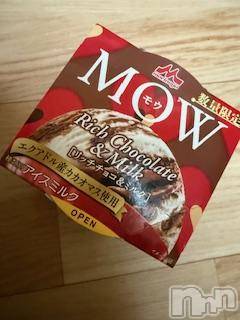 数量限定
MOW
モウ
Rich Chocolate
& Milk
[リッチチョコ&ミルク]
エクアドル産カカオマス使用
アイスミルク
OPEN